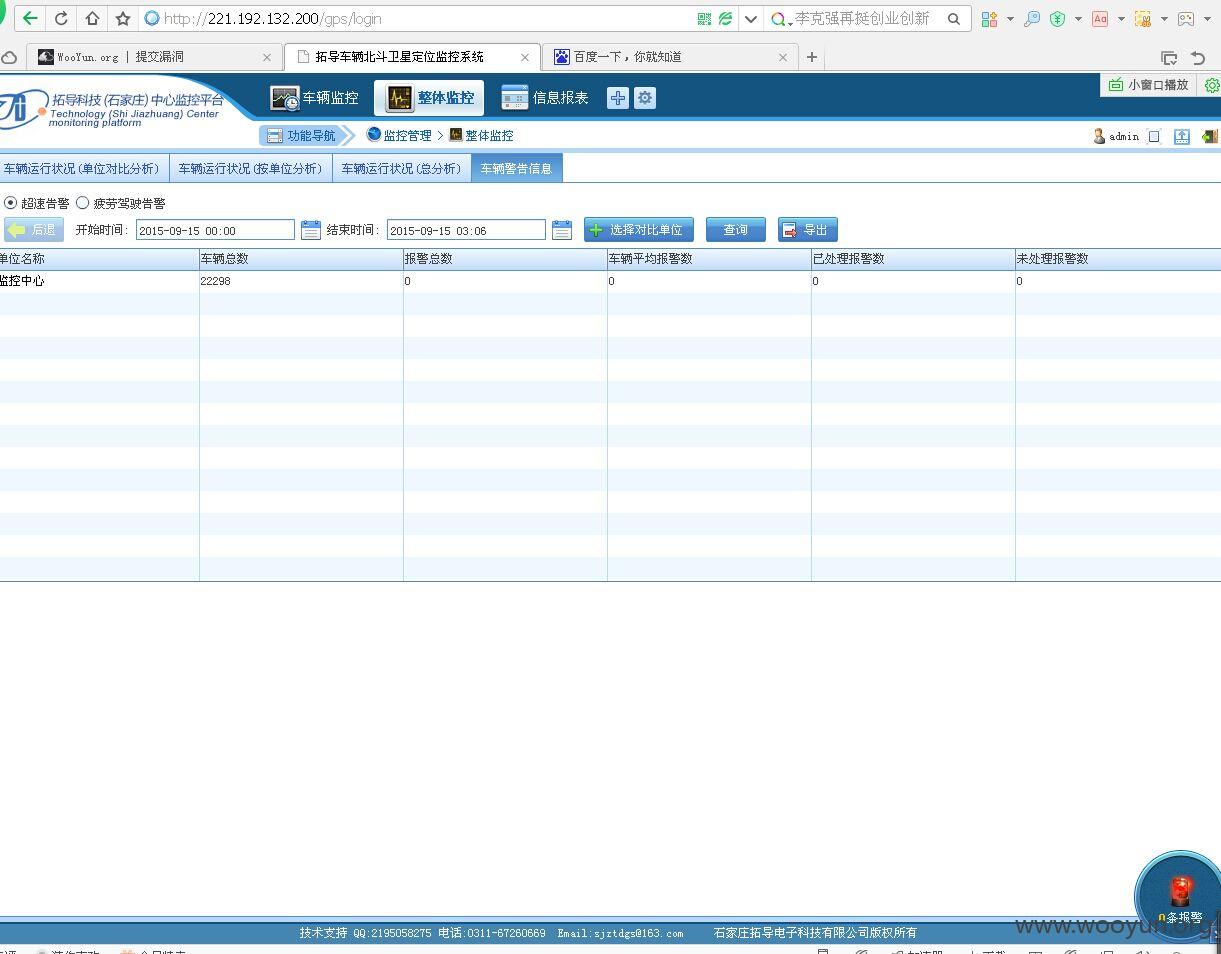 http://221.192.132.200/gps/login
李克强再挺创业创新
WooYun.org | 提交漏洞
拓导车辆北斗卫星定位监控系统
百度一下，你就知道
拓导科技(石家庄)中心监控平台
Technology (Shi Jiazhuang) Center
monitoring platform
车辆监控
整体监控
信息报表
小窗口播放
功能导航
监控管理 > 整体监控
admin
车辆运行状况(单位对比分析)
车辆运行状况(按单位分析)
车辆运行状况(总分析)
车辆警告信息
超速告警
疲劳驾驶告警
后退
开始时间:
2015-09-15 00:00
结束时间:
2015-09-15 03:06
选择对比单位
查询
导出
单位名称 车辆总数 报警总数 车辆平均报警数 已处理报警数 未处理报警数
监控中心 22298 0 0 0 0
0条报警
www.wooyun.org
技术支持 QQ:2195058275 电话:0311-67260669 Email:sjztdgs@163.com 石家庄拓导电子科技有限公司版权所有